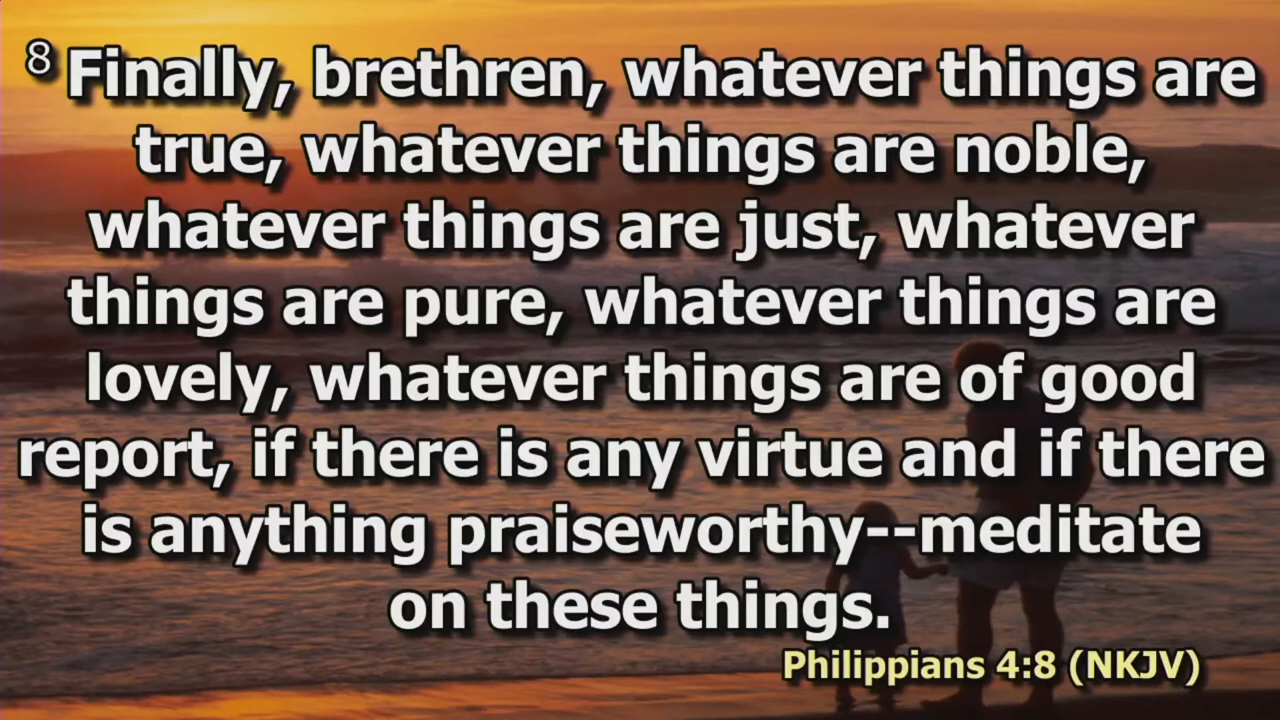 8 Finally, brethren, whatever things are
true, whatever things are noble,
whatever things are just, whatever
things are pure, whatever things are
lovely, whatever things are of good
report, if there is any virtue and if there
is anything praiseworthy--meditate
on these things.
Philippians 4:8 (NKJV)